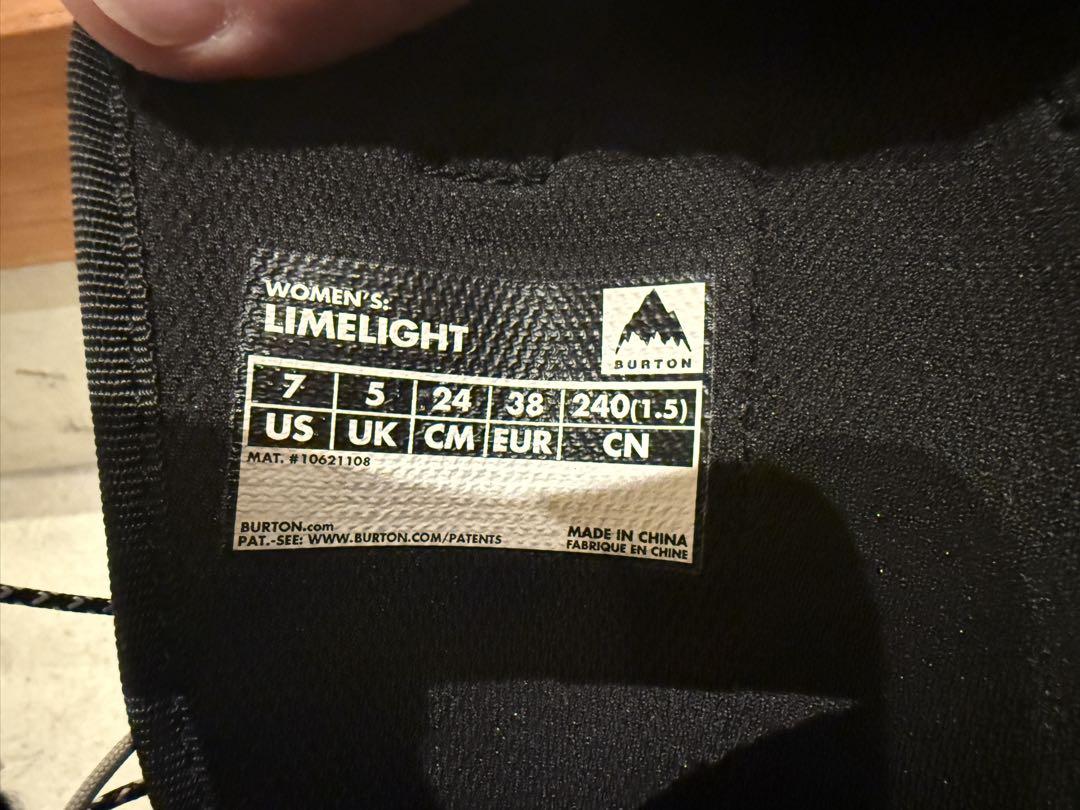 WOMEN'S:
LIMELIGHT
BURTON
7 5 24 38 240(1.5)
US UK CM EUR CN
MAT. #10621108
BURTON.com
PAT.-SEE: WWW.BURTON.COM/PATENTS
MADE IN CHINA
FABRIQUE EN CHINE